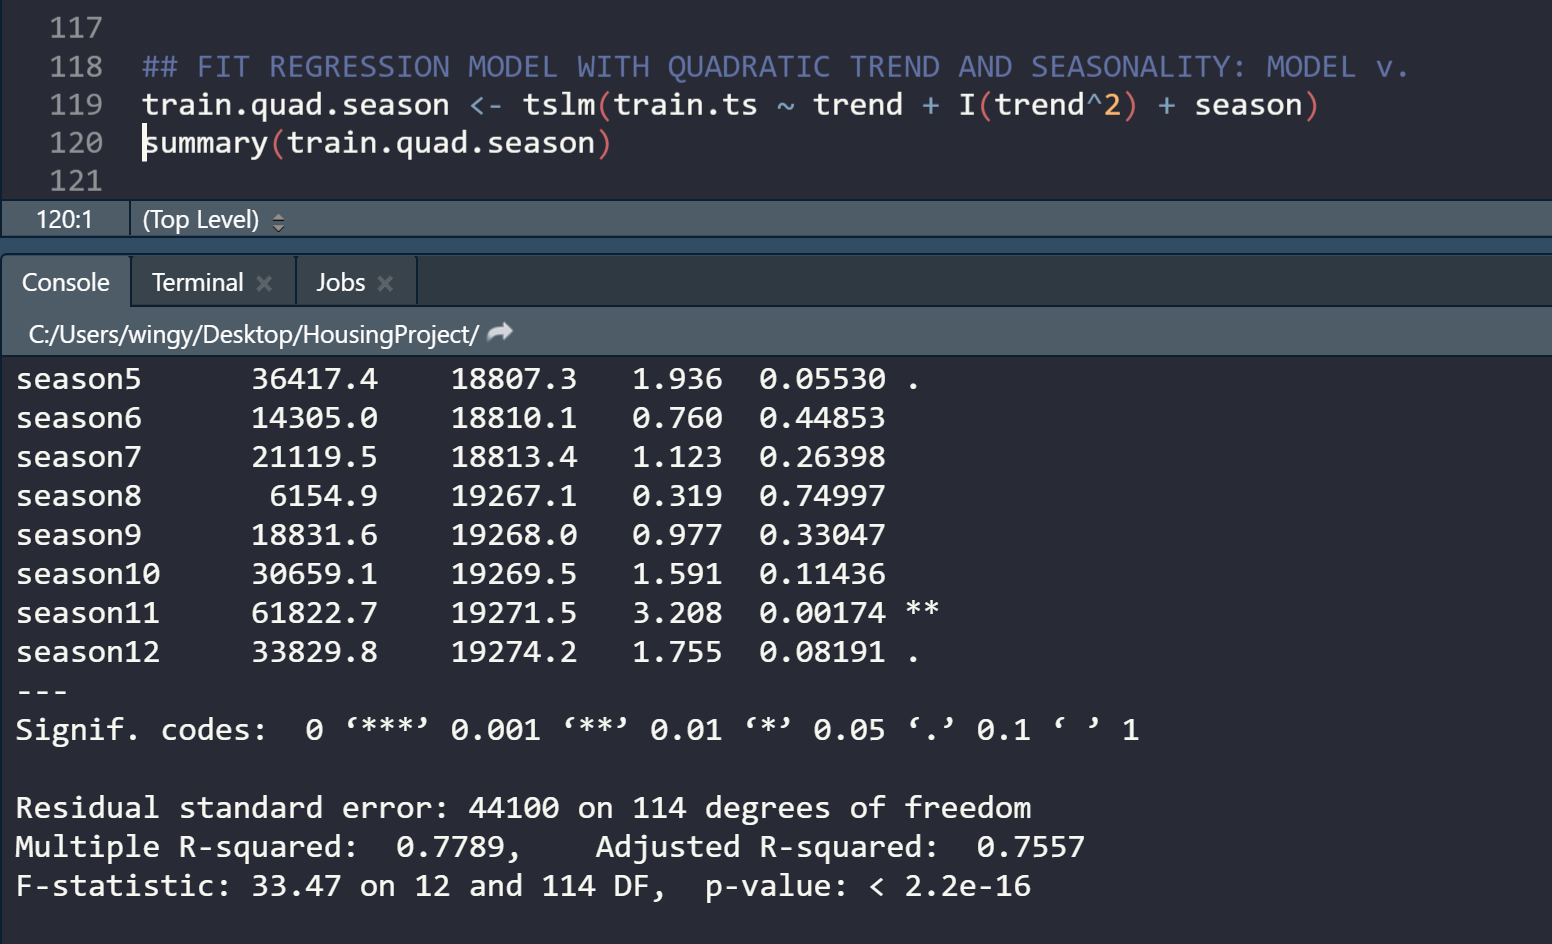 117
118 ## FIT REGRESSION MODEL WITH QUADRATIC TREND AND SEASONALITY: MODEL v.
119 train.quad.season <- tslm(train.ts ~ trend + I(trend^2) + season)
120 summary(train.quad.season)
121
120:1 (Top Level)
Console Terminal Jobs
C:/Users/wingy/Desktop/HousingProject/
season5 36417.4 18807.3 1.936 0.05530 .
season6 14305.0 18810.1 0.760 0.44853
season7 21119.5 18813.4 1.123 0.26398
season8 6154.9 19267.1 0.319 0.74997
season9 18831.6 19268.0 0.977 0.33047
season10 30659.1 19269.5 1.591 0.11436
season11 61822.7 19271.5 3.208 0.00174 **
season12 33829.8 19274.2 1.755 0.08191 .
---
Signif. codes: 0 ‘***’ 0.001 ‘**’ 0.01 ‘*’ 0.05 ‘.’ 0.1 ‘ ’ 1
Residual standard error: 44100 on 114 degrees of freedom
Multiple R-squared: 0.7789, Adjusted R-squared: 0.7557
F-statistic: 33.47 on 12 and 114 DF, p-value: < 2.2e-16